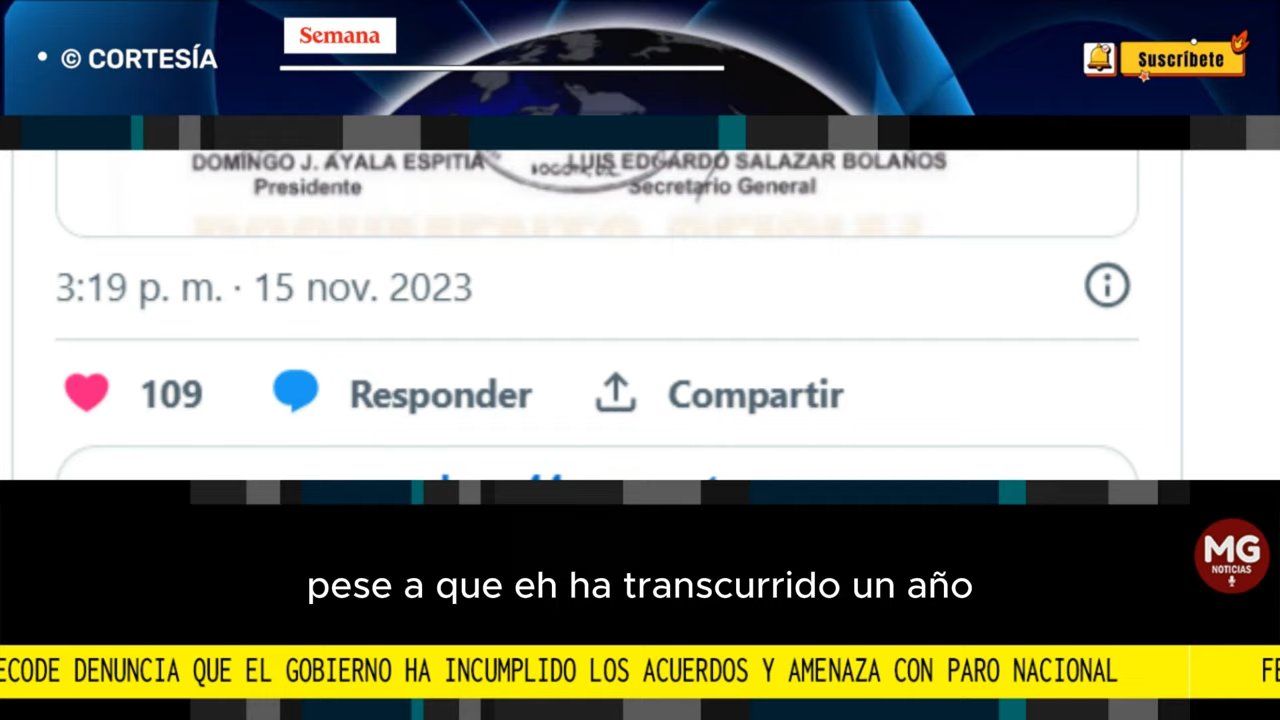 • © CORTESÍA
Semana
Suscríbete
DOMINGO J. AYALA ESPITIA
LUIS EDGARDO SALAZAR BOLAÑOS
Presidente
Secretario General
3:19 p. m. · 15 nov. 2023
109
Responder
Compartir
pese a que eh ha transcurrido un año
MG
NOTICIAS
ECODE DENUNCIA QUE EL GOBIERNO HA INCUMPLIDO LOS ACUERDOS Y AMENAZA CON PARO NACIONAL
FE